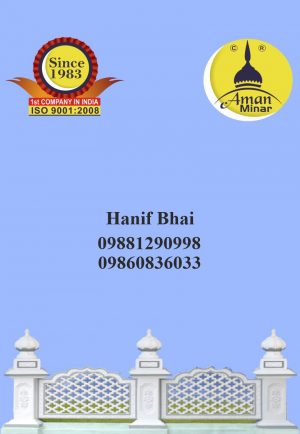 Since
1983
1st COMPANY IN INDIA
ISO 9001:2008
C R
Aman
Minar
Hanif Bhai
09881290998
09860836033